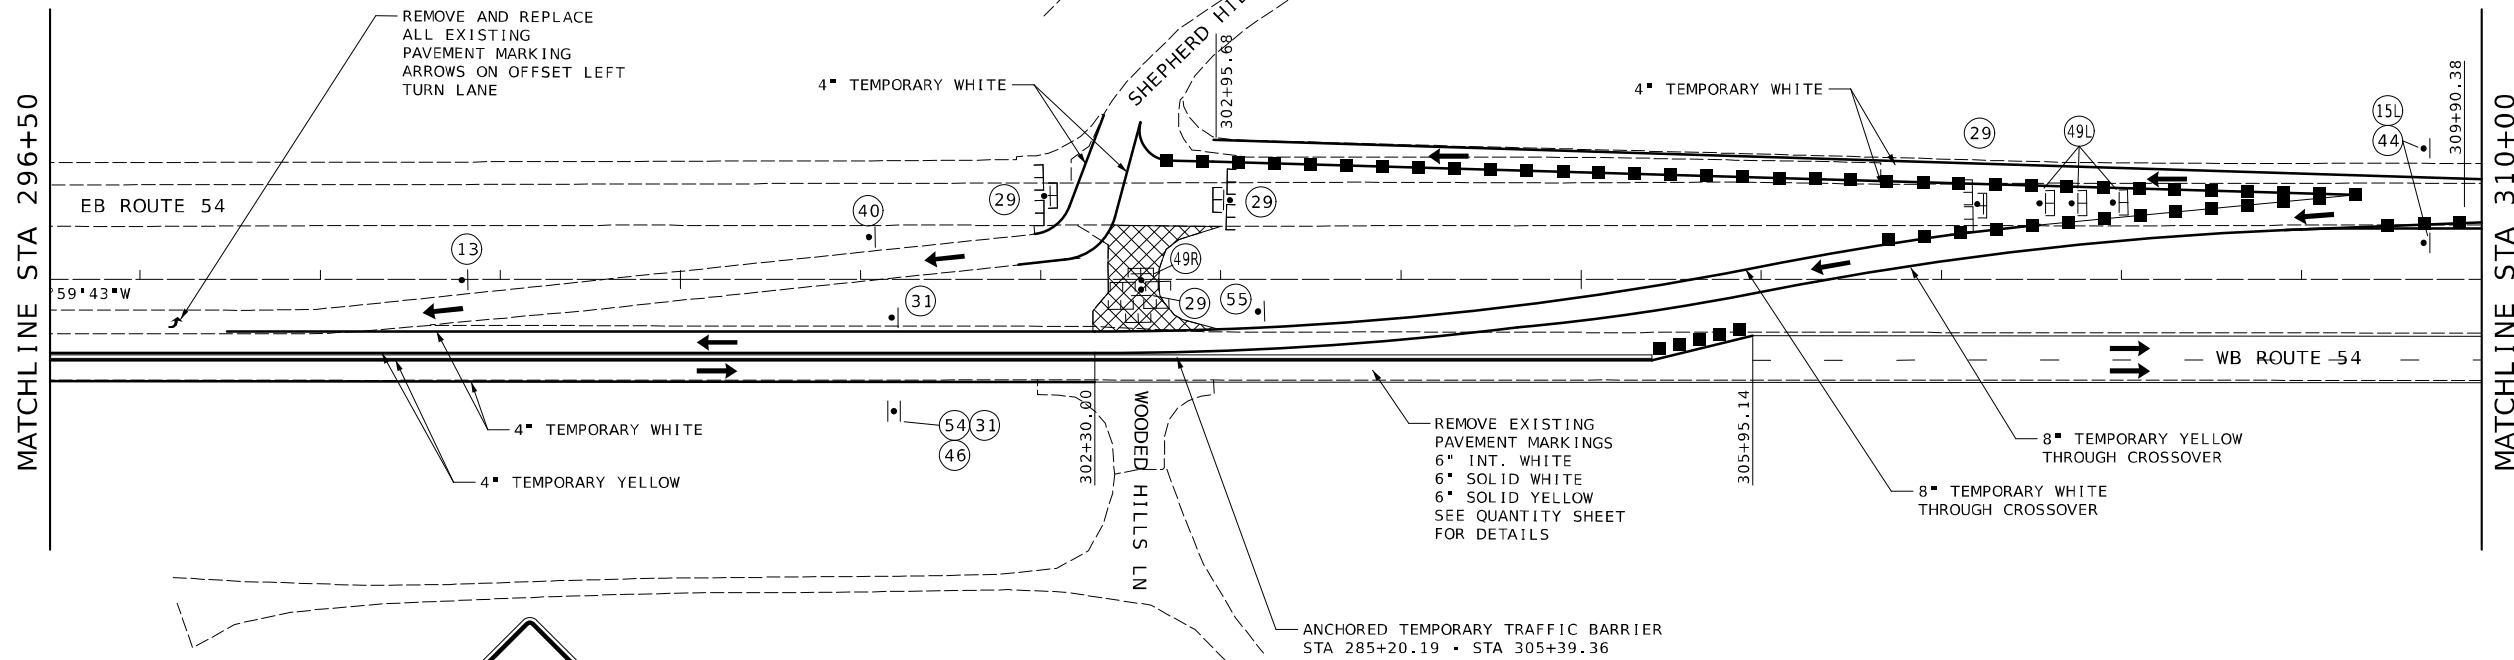 MATCHLINE STA 296+50
REMOVE AND REPLACE
ALL EXISTING
PAVEMENT MARKING
ARROWS ON OFFSET LEFT
TURN LANE
4" TEMPORARY WHITE
SHEPHERD HIL
302+95.68
4" TEMPORARY WHITE
15L
44
309+90.38
MATCHLINE STA 310+00
EB ROUTE 54
13
40
29
29
29
49L
49R
29
55
31
59'43"W
WB ROUTE 54
4" TEMPORARY WHITE
4" TEMPORARY YELLOW
54
31
46
302+30.00
WOODED HILLS LN
REMOVE EXISTING
PAVEMENT MARKINGS
6" INT. WHITE
6" SOLID WHITE
6" SOLID YELLOW
SEE QUANTITY SHEET
FOR DETAILS
305+95.14
8" TEMPORARY YELLOW
THROUGH CROSSOVER
8" TEMPORARY WHITE
THROUGH CROSSOVER
ANCHORED TEMPORARY TRAFFIC BARRIER
STA 285+20.19 - STA 305+39.36